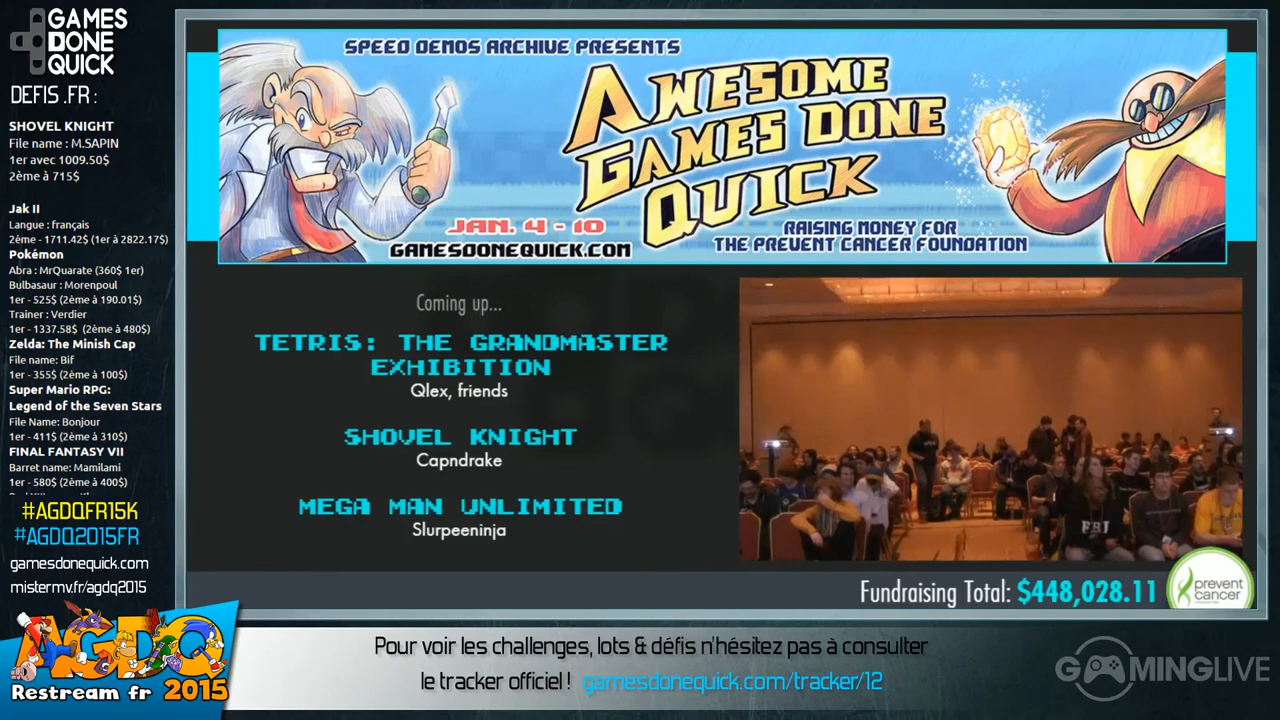 GAMES
DONE
QUICK
DEFIS .FR :
SHOVEL KNIGHT
File name : M.SAPIN
1er avec 1009.50$
2ème à 715$
Jak II
Langue : français
2ème - 1711.42$ (1er à 2822.17$)
Pokémon
Abra : MrQuarate (360$ 1er)
Bulbasaur : Morenpoul
1er - 525$ (2ème à 190.01$)
Trainer : Verdier
1er - 1337.58$ (2ème à 480$)
Zelda: The Minish Cap
File name: Bif
1er - 355$ (2ème à 100$)
Super Mario RPG:
Legend of the Seven Stars
File Name: Bonjour
1er - 411$ (2ème à 310$)
FINAL FANTASY VII
Barret name: Mamilami
1er - 580$ (2ème à 400$)
#AGDQFR15K
#AGDQ2015FR
gamesdonequick.com
mistermv.fr/agdq2015
AGDQ
Restream fr 2015
SPEED DEMOS ARCHIVE PRESENTS
AWESOME
GAMES DONE
QUICK
JAN. 4 - 10
GAMESDONEQUICK.COM
RAISING MONEY FOR
THE PREVENT CANCER FOUNDATION
Coming up...
TETRIS: THE GRANDMASTER
EXHIBITION
Qlex, friends
SHOVEL KNIGHT
Capndrake
MEGA MAN UNLIMITED
Slurpeeninja
FBI
Fundraising Total: $448,028.11
prevent
cancer
Pour voir les challenges, lots & défis n'hésitez pas à consulter
le tracker officiel ! gamesdonequick.com/tracker/12
GAMINGLIVE